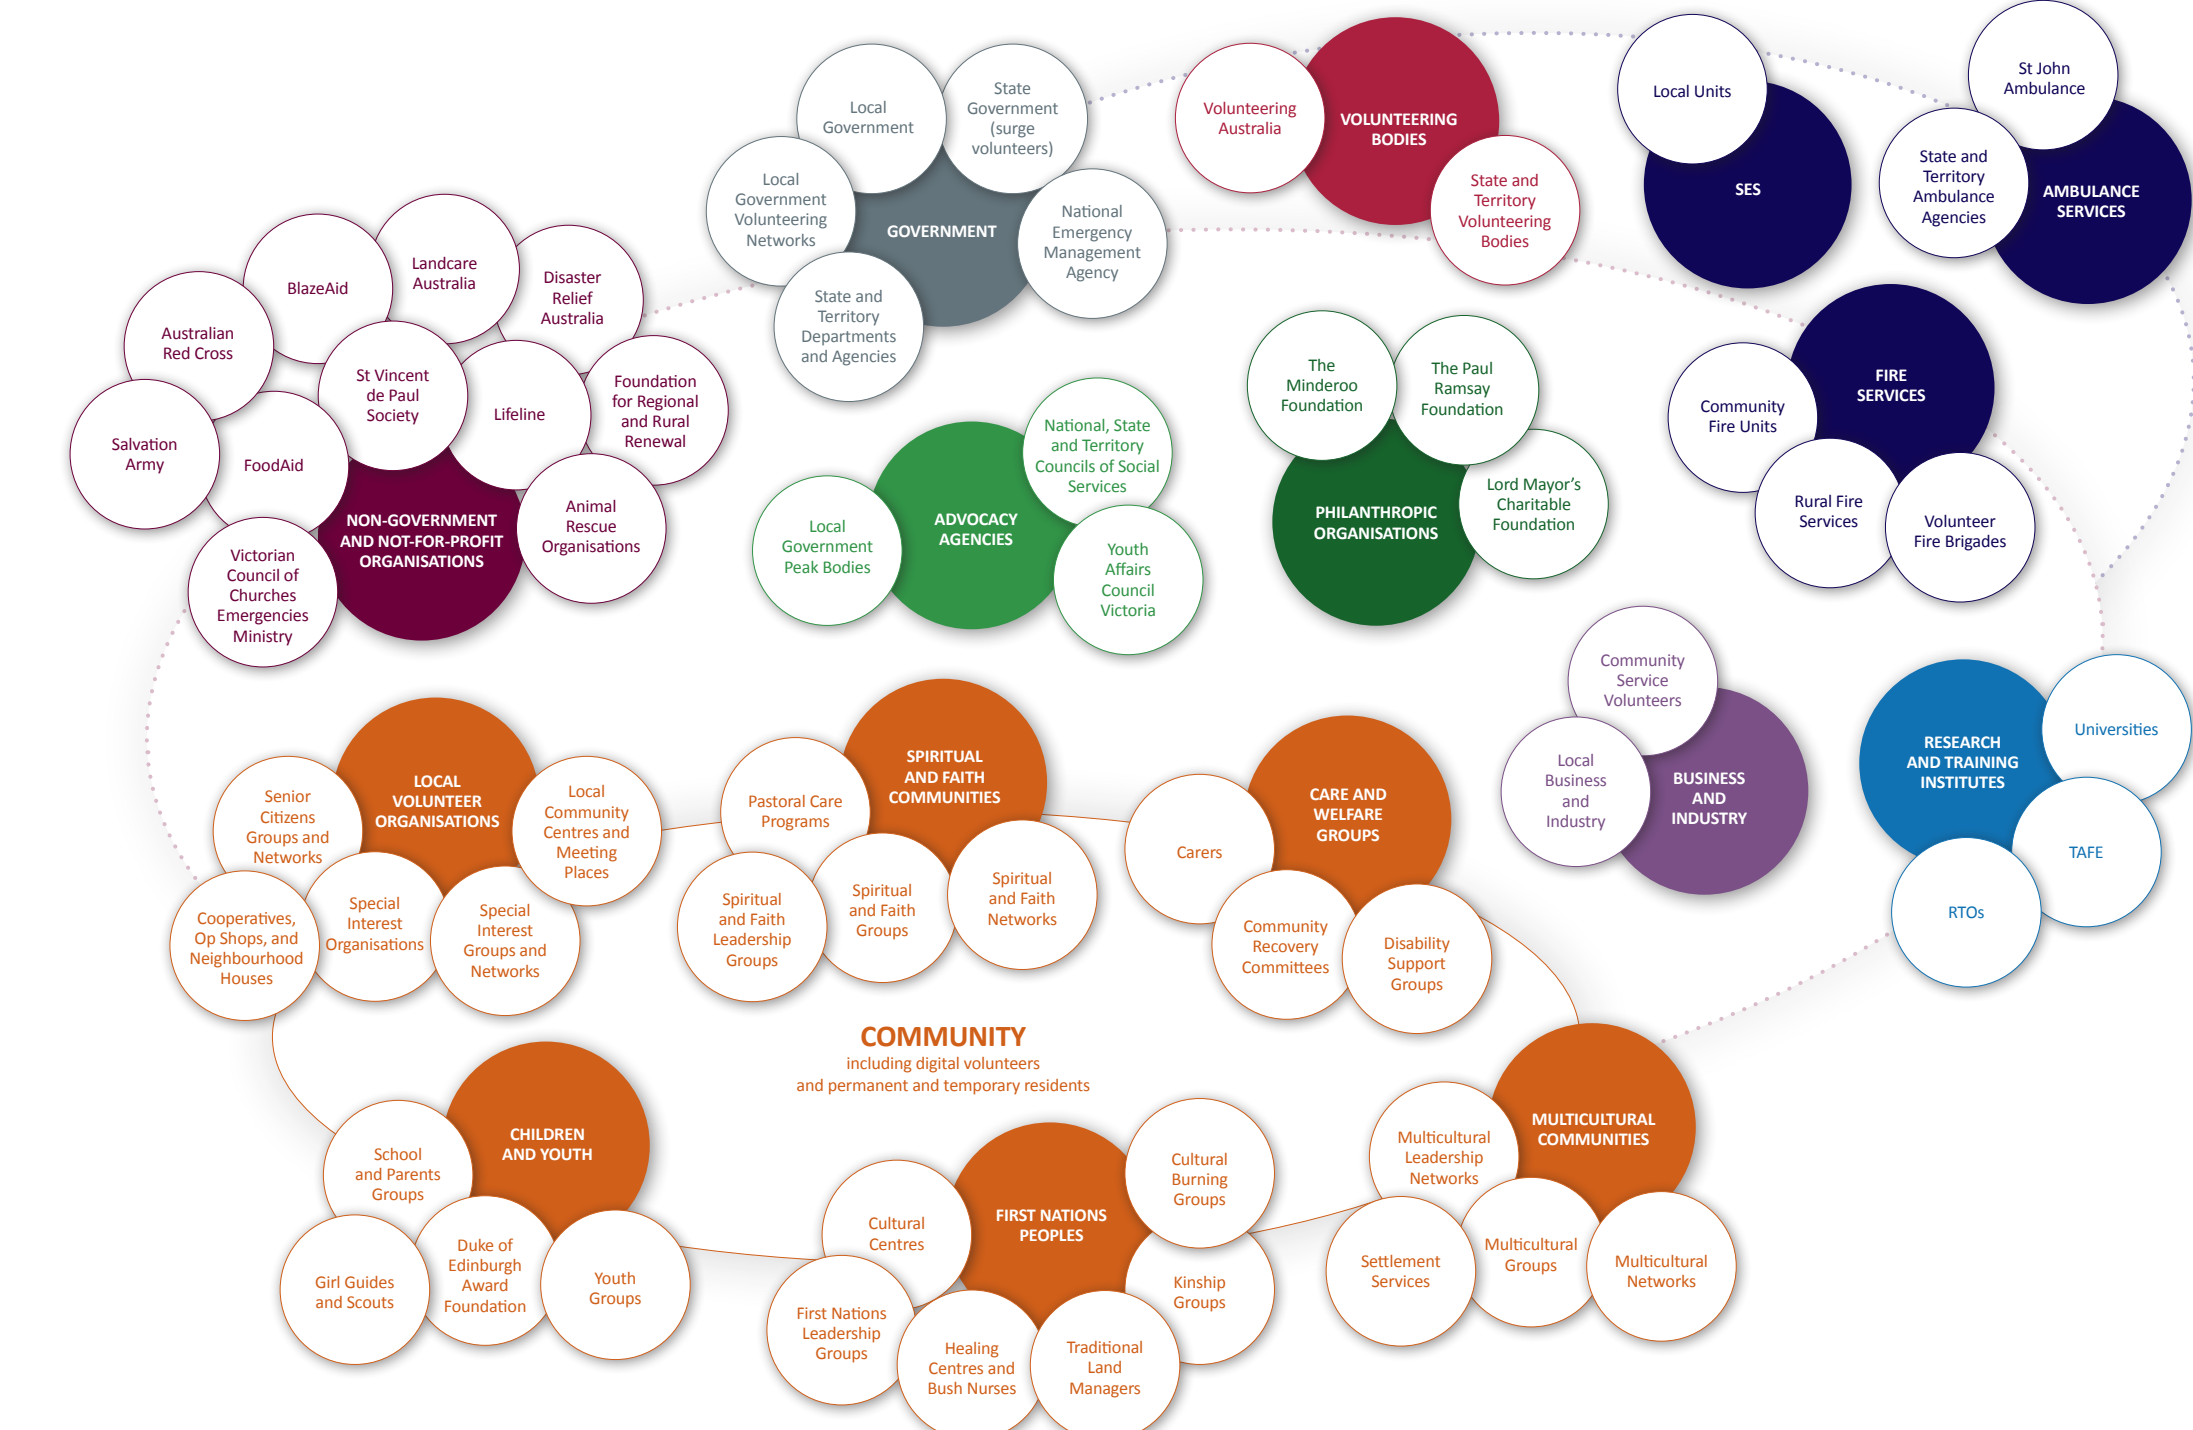 Local
Government
State
Government
(surge
volunteers)
Local
Government
Volunteering
Networks
GOVERNMENT
National
Emergency
Management
Agency
State and
Territory
Departments
and Agencies
Volunteering
Australia
VOLUNTEERING
BODIES
State and
Territory
Volunteering
Bodies
Local Units
SES
St John
Ambulance
State and
Territory
Ambulance
Agencies
AMBULANCE
SERVICES
BlazeAid
Landcare
Australia
Disaster
Relief
Australia
Australian
Red Cross
St Vincent
de Paul
Society
Lifeline
Foundation
for Regional
and Rural
Renewal
Salvation
Army
FoodAid
NON-GOVERNMENT
AND NOT-FOR-PROFIT
ORGANISATIONS
Animal
Rescue
Organisations
Victorian
Council of
Churches
Emergencies
Ministry
National, State
and Territory
Councils of Social
Services
ADVOCACY
AGENCIES
Local
Government
Peak Bodies
Youth
Affairs
Council
Victoria
The
Minderoo
Foundation
The Paul
Ramsay
Foundation
Lord Mayor’s
Charitable
Foundation
PHILANTHROPIC
ORGANISATIONS
FIRE
SERVICES
Community
Fire Units
Rural Fire
Services
Volunteer
Fire Brigades
Community
Service
Volunteers
Local
Business
and
Industry
BUSINESS
AND
INDUSTRY
RESEARCH
AND TRAINING
INSTITUTES
Universities
TAFE
RTOs
LOCAL
VOLUNTEER
ORGANISATIONS
Senior
Citizens
Groups and
Networks
Local
Community
Centres and
Meeting
Places
Cooperatives,
Op Shops, and
Neighbourhood
Houses
Special
Interest
Organisations
Special
Interest
Groups and
Networks
SPIRITUAL
AND FAITH
COMMUNITIES
Pastoral Care
Programs
Spiritual
and Faith
Leadership
Groups
Spiritual
and Faith
Groups
Spiritual
and Faith
Networks
CARE AND
WELFARE
GROUPS
Carers
Community
Recovery
Committees
Disability
Support
Groups
COMMUNITY
including digital volunteers
and permanent and temporary residents
CHILDREN
AND YOUTH
School
and Parents
Groups
Girl Guides
and Scouts
Duke of
Edinburgh
Award
Foundation
Youth
Groups
FIRST NATIONS
PEOPLES
Cultural
Burning
Groups
Cultural
Centres
Kinship
Groups
First Nations
Leadership
Groups
Healing
Centres and
Bush Nurses
Traditional
Land
Managers
MULTICULTURAL
COMMUNITIES
Multicultural
Leadership
Networks
Settlement
Services
Multicultural
Groups
Multicultural
Networks